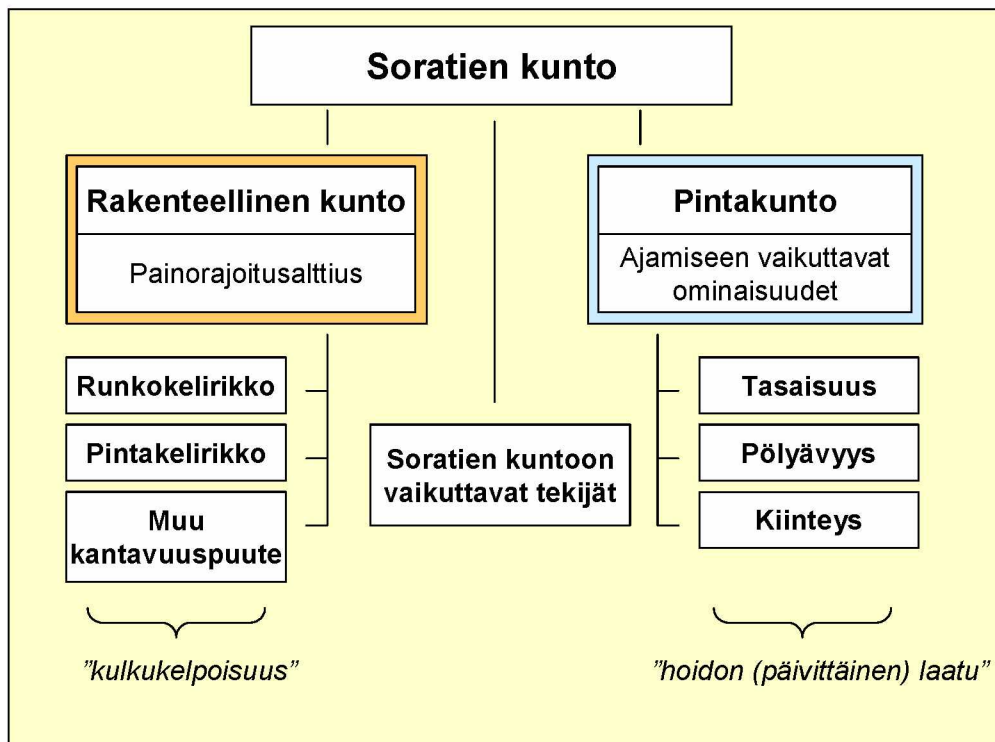 Soratien kunto
Rakenteellinen kunto
Painorajoitusalttius
Pintakunto
Ajamiseen vaikuttavat
ominaisuudet
Runkokelirikko
Pintakelirikko
Muu
kantavuuspuute
Soratien kuntoon
vaikuttavat tekijät
Tasaisuus
Pölyävyys
Kiinteys
”kulkukelpoisuus”
”hoidon (päivittäinen) laatu”